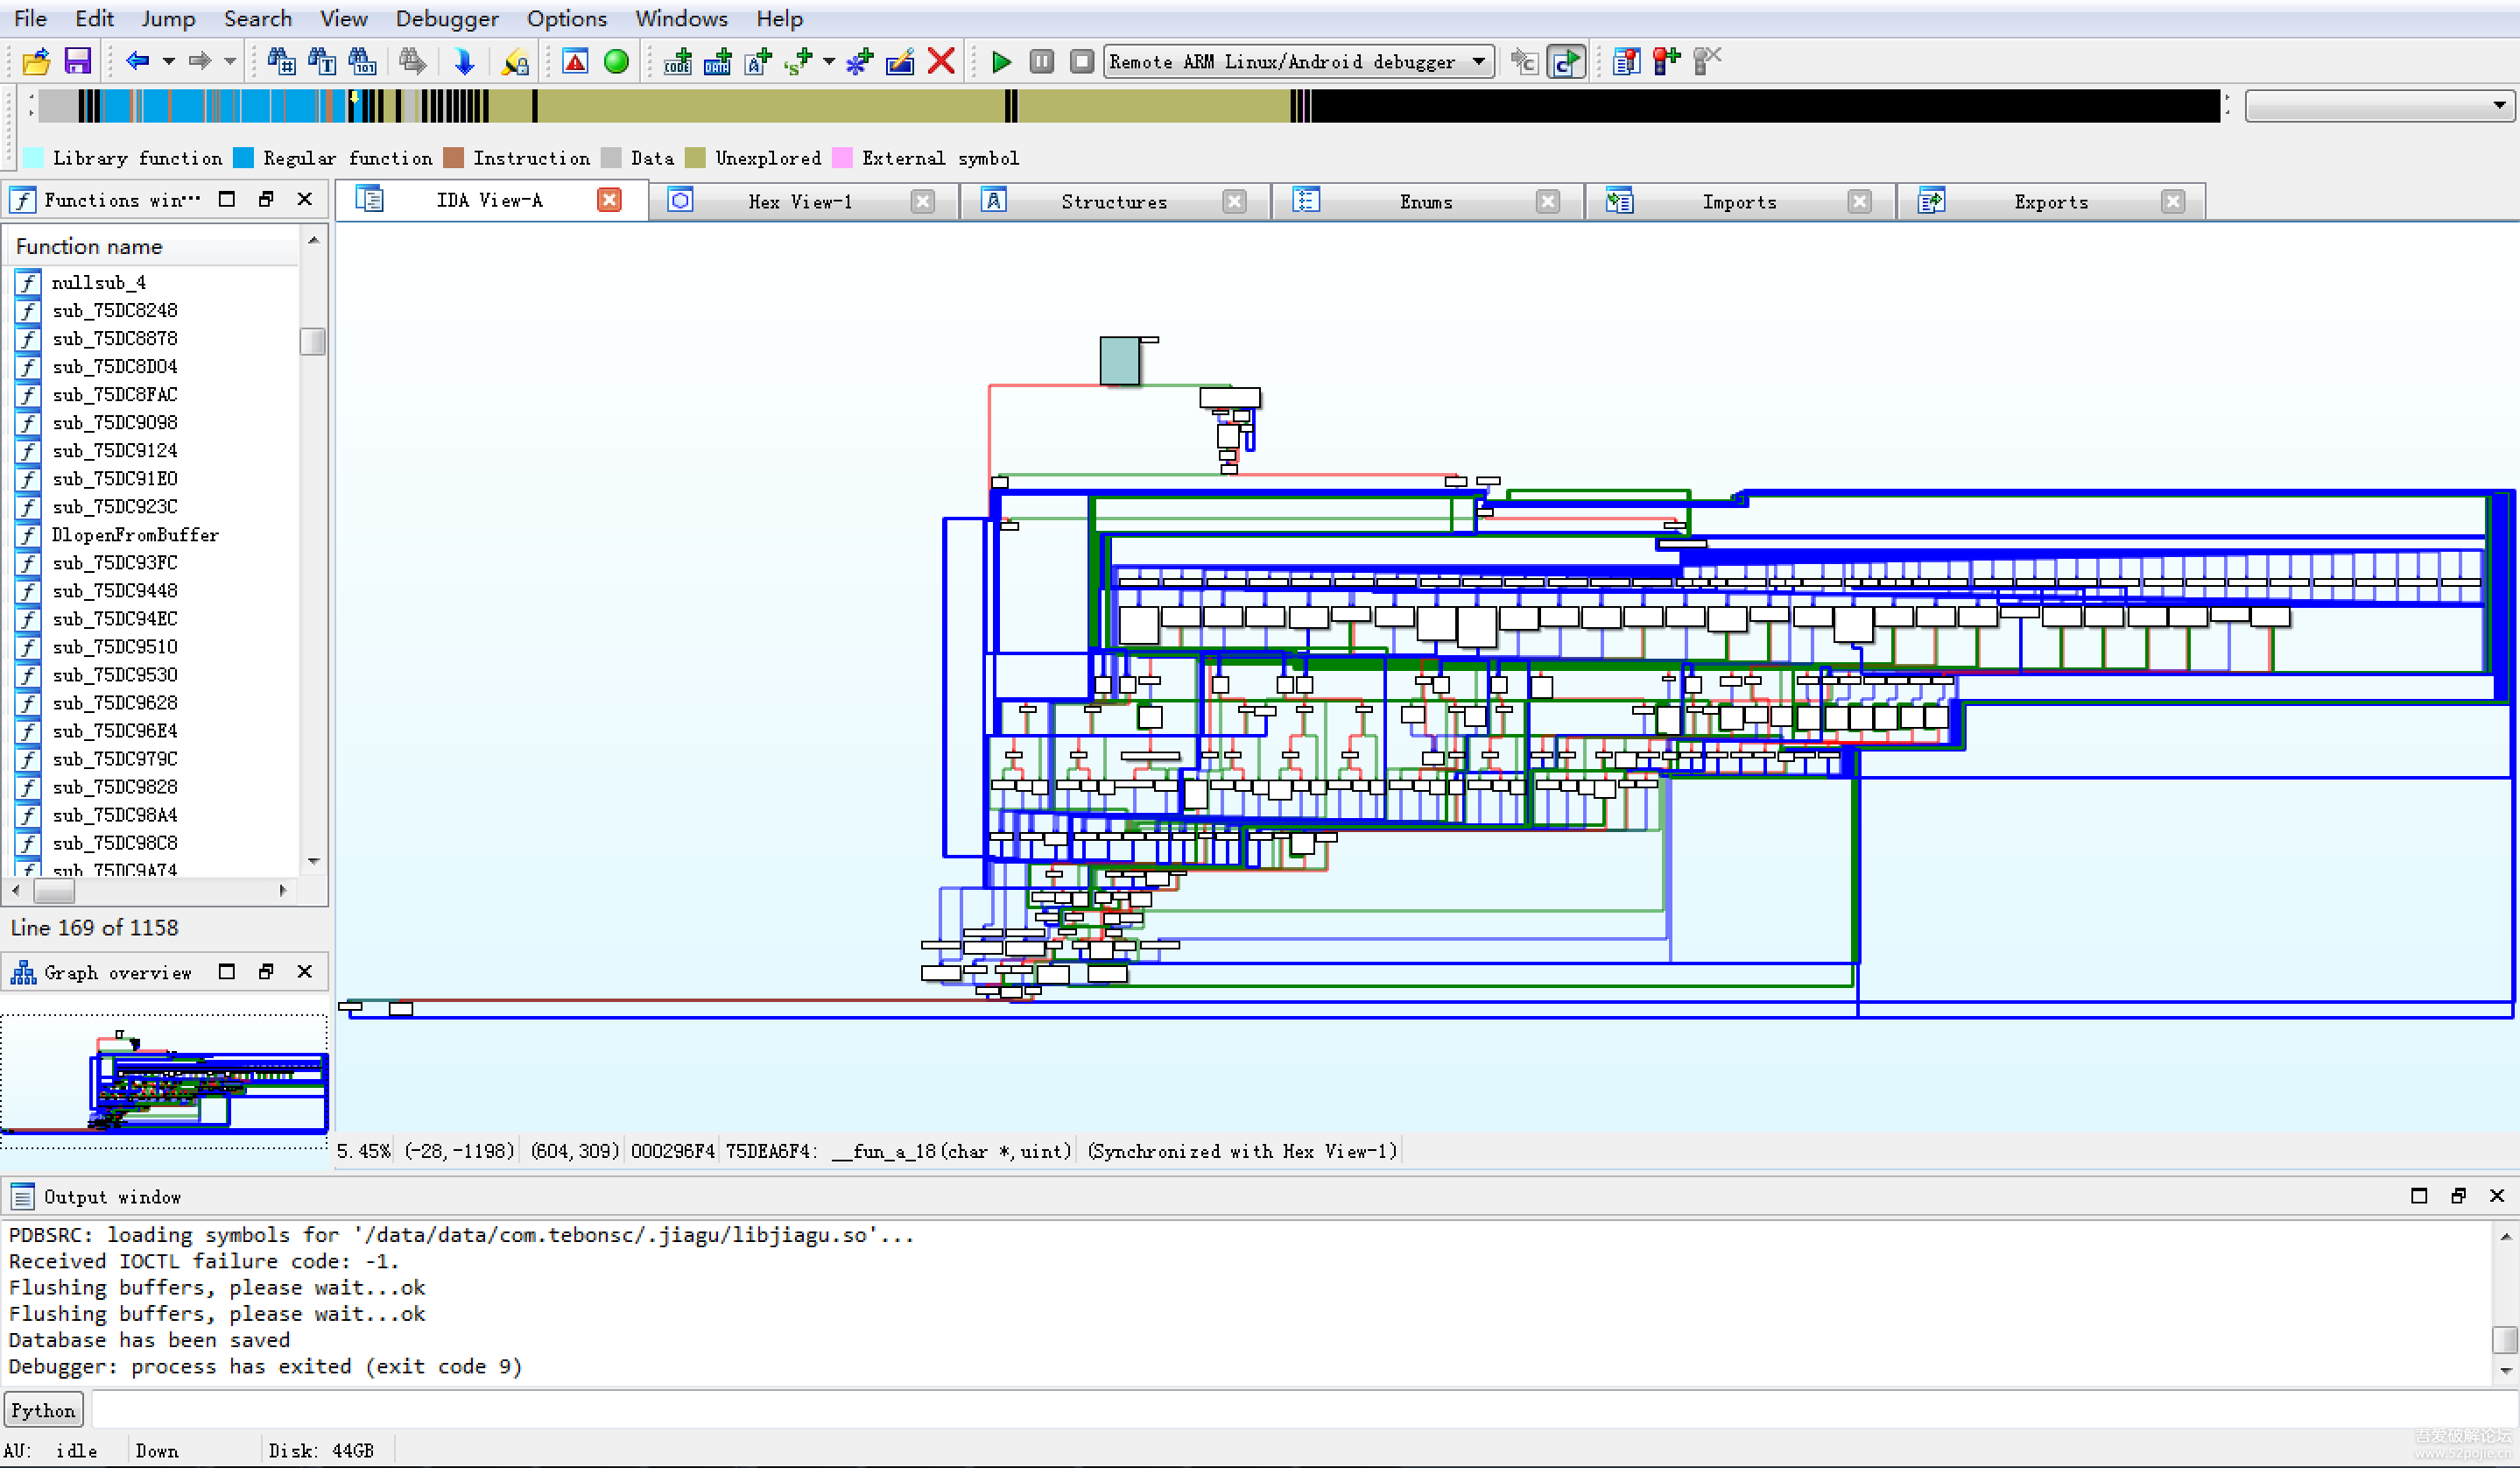 File Edit Jump Search View Debugger Options Windows Help
Remote ARM Linux/Android debugger
Library function Regular function Instruction Data Unexplored External symbol
Functions win···
IDA View-A
Hex View-1
Structures
Enums
Imports
Exports
Function name
nullsub_4
sub_75DC8248
sub_75DC8878
sub_75DC8D04
sub_75DC8FAC
sub_75DC9098
sub_75DC9124
sub_75DC91E0
sub_75DC923C
DlopenFromBuffer
sub_75DC93FC
sub_75DC9448
sub_75DC94EC
sub_75DC9510
sub_75DC9530
sub_75DC9628
sub_75DC96E4
sub_75DC979C
sub_75DC9828
sub_75DC98A4
sub_75DC98C8
sub_75DC9A74
Line 169 of 1158
Graph overview
5.45% (-28,-1198) (604,309) 000296F4 75DEA6F4: __fun_a_18(char *,uint) (Synchronized with Hex View-1)
Output window
PDBSRC: loading symbols for '/data/data/com.tebonsc/.jiagu/libjiagu.so'...
Received IOCTL failure code: -1.
Flushing buffers, please wait...ok
Flushing buffers, please wait...ok
Database has been saved
Debugger: process has exited (exit code 9)
Python
AU: idle Down Disk: 44GB
吾爱破解论坛
www.52pojie.cn